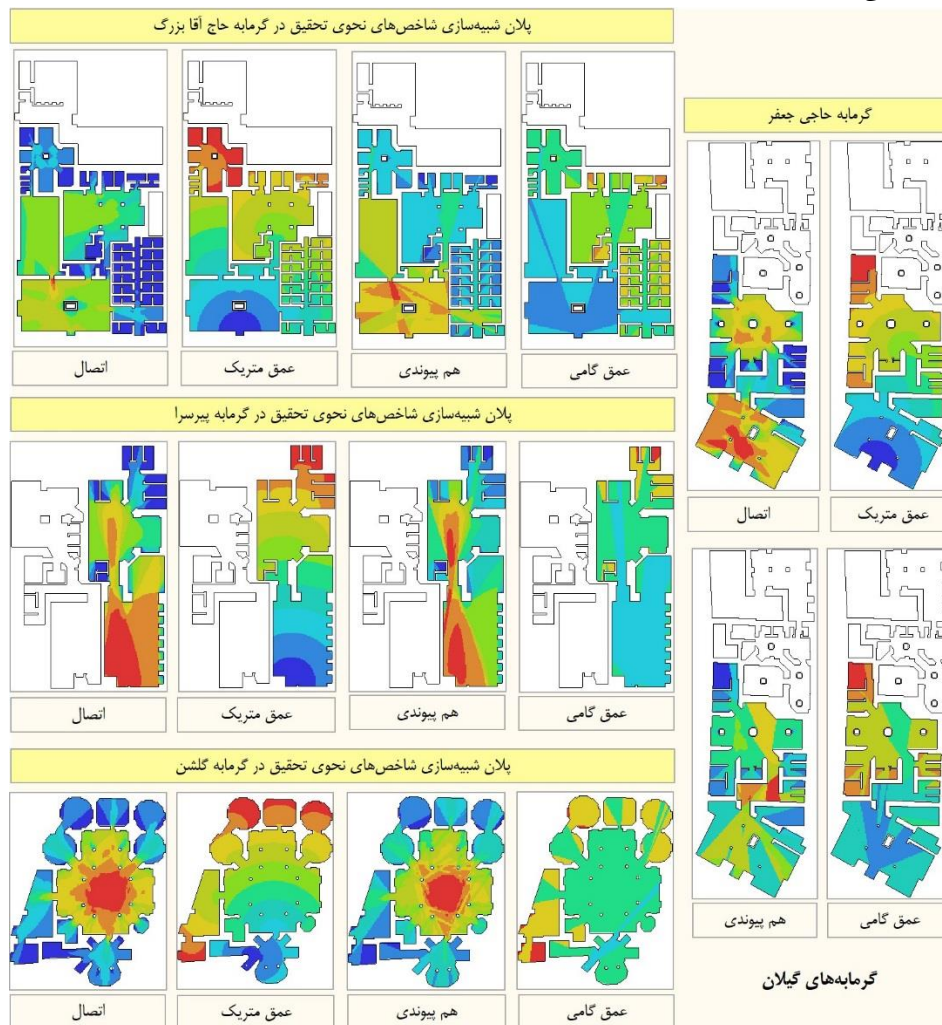 پلان شبیه‌سازی شاخص‌های نحوی تحقیق در گرمابه حاج آقا بزرگ
اتصال
عمق متریک
هم پیوندی
عمق گامی
پلان شبیه‌سازی شاخص‌های نحوی تحقیق در گرمابه پیرسرا
اتصال
عمق متریک
هم پیوندی
عمق گامی
پلان شبیه‌سازی شاخص‌های نحوی تحقیق در گرمابه گلشن
اتصال
عمق متریک
هم پیوندی
عمق گامی
گرمابه حاجی جعفر
اتصال
عمق متریک
هم پیوندی
عمق گامی
گرمابه‌های گیلان